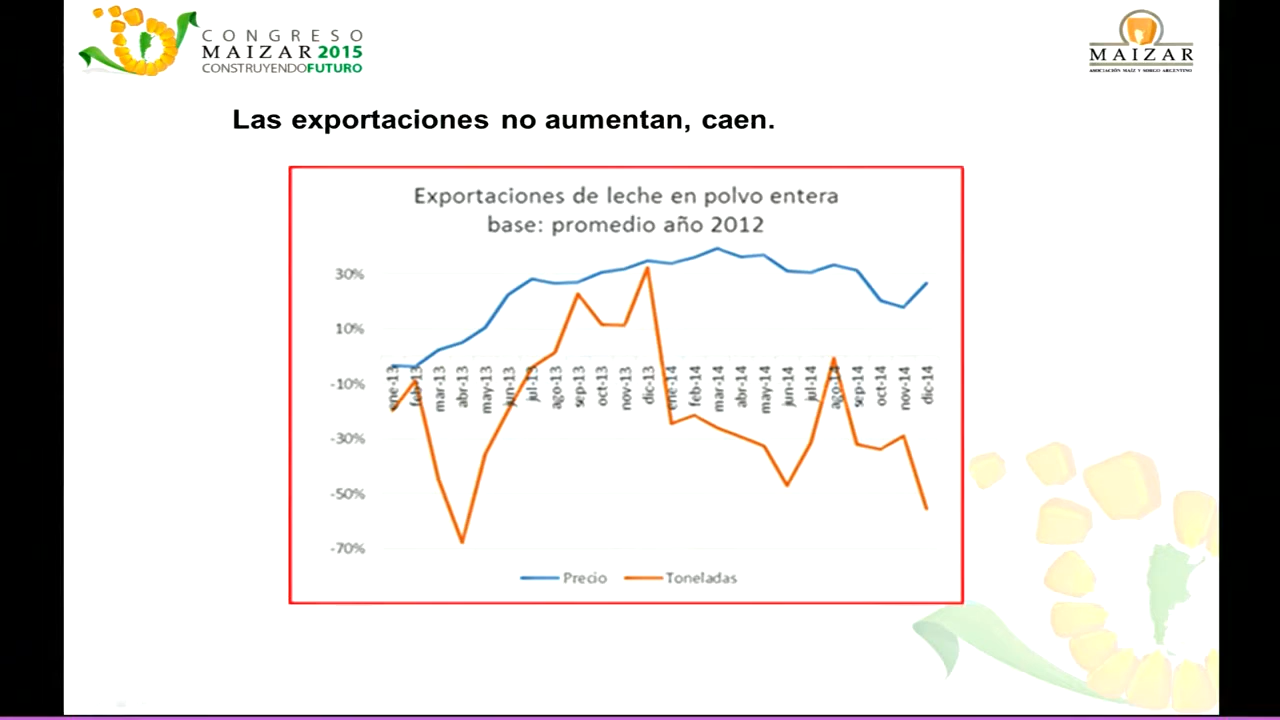 CONGRESO
MAIZAR 2015
CONSTRUYENDOFUTURO
MAIZAR
ASOCIACIÓN MAÍZ Y SORGO ARGENTINO
Las exportaciones no aumentan, caen.
Exportaciones de leche en polvo entera
base: promedio año 2012
30%
10%
-10%
-30%
-50%
-70%
ene-13
feb-13
mar-13
abr-13
may-13
jun-13
jul-13
ago-13
sep-13
oct-13
nov-13
dic-13
ene-14
feb-14
mar-14
abr-14
may-14
jun-14
jul-14
ago-14
sep-14
oct-14
nov-14
dic-14
Precio
Toneladas